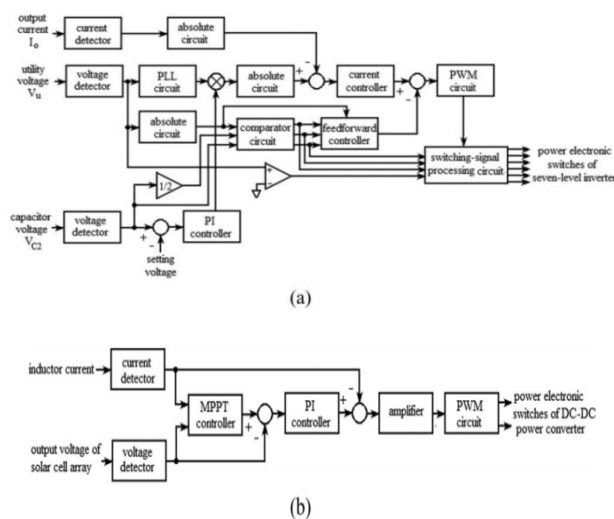 output
current
I_o
current
detector
absolute
circuit
utility
voltage
V_u
voltage
detector
PLL
circuit
absolute
circuit
current
controller
PWM
circuit
absolute
circuit
comparator
circuit
feedforward
controller
switching-signal
processing circuit
power electronic
switches of
seven-level inverter
1/2
capacitor
voltage
V_C2
voltage
detector
PI
controller
setting
voltage
+
-
+
-
+
-
+
-
(a)
inductor current
current
detector
MPPT
controller
PI
controller
amplifier
PWM
circuit
power electronic
switches of DC-DC
power converter
output voltage of
solar cell array
voltage
detector
+
-
+
-
(b)